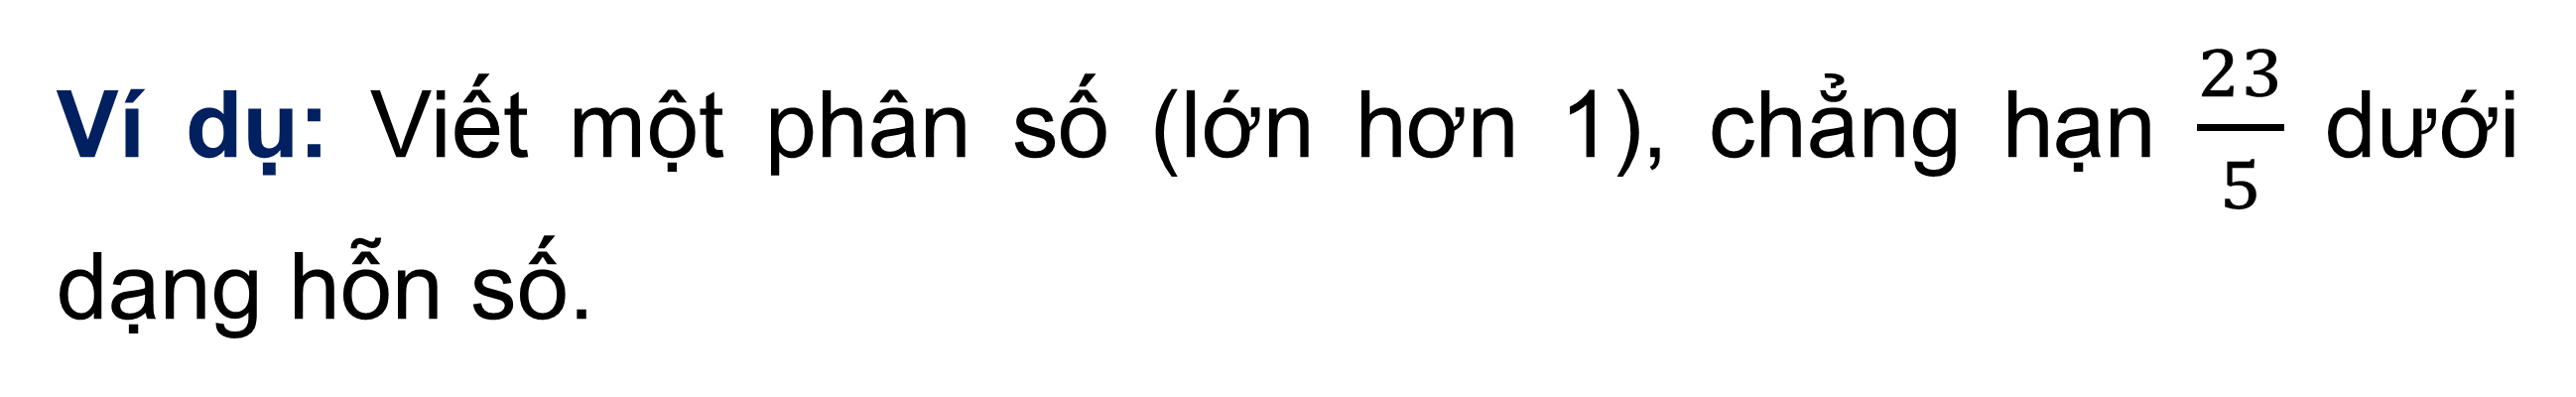 Ví dụ: Viết một phân số (lớn hơn 1), chẳng hạn 23/5 dưới
dạng hỗn số.